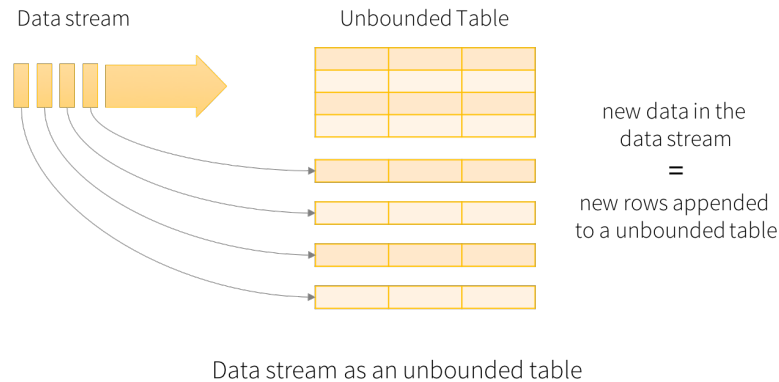 Data stream
Unbounded Table
new data in the
data stream
=
new rows appended
to a unbounded table
Data stream as an unbounded table